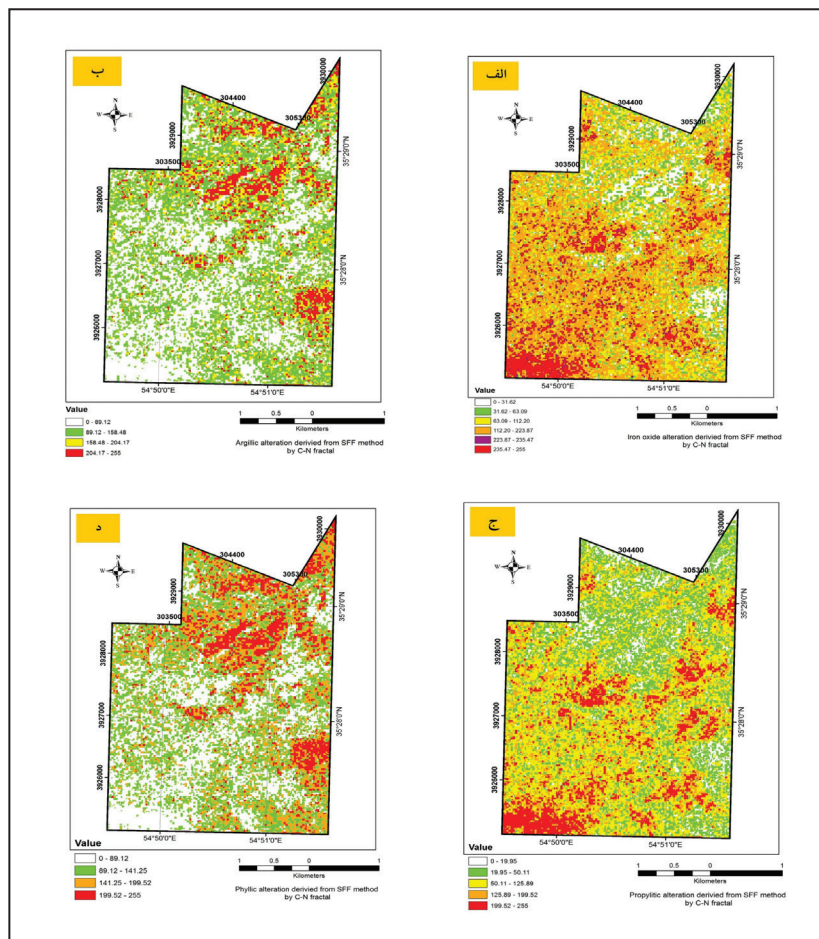 ب
N
W E
S
304400
305300
303500
3930000
3929000
3928000
3927000
3926000
35°29'0"N
35°28'0"N
54°50'0"E
54°51'0"E
Value
0 - 89.12
89.12 - 158.48
158.48 - 204.17
204.17 - 255
1 0.5 0 1
Kilometers
Argillic alteration derived from SFF method
by C-N fractal
الف
N
W E
S
304400
305300
303500
3930000
3929000
3928000
3927000
3926000
35°29'0"N
35°28'0"N
54°50'0"E
54°51'0"E
Value
0 - 31.62
31.62 - 63.09
63.09 - 112.20
112.20 - 223.87
223.87 - 235.47
235.47 - 255
1 0.5 0 1
Kilometers
Iron oxide alteration derivied from SFF method
by C-N fractal
د
N
W E
S
304400
305300
303500
3930000
3929000
3928000
3927000
3926000
35°29'0"N
35°28'0"N
54°50'0"E
54°51'0"E
Value
0 - 89.12
89.12 - 141.25
141.25 - 199.52
199.52 - 255
1 0.5 0 1
Kilometers
Phyllic alteration derived from SFF method
by C-N fractal
ج
N
W E
S
304400
305300
303500
3930000
3929000
3928000
3927000
3926000
35°29'0"N
35°28'0"N
54°50'0"E
54°51'0"E
Value
0 - 19.95
19.95 - 50.11
50.11 - 125.89
125.89 - 199.52
199.52 - 255
1 0.5 0 1
Kilometers
Propylitic alteration derived from SFF method
by C-N fractal